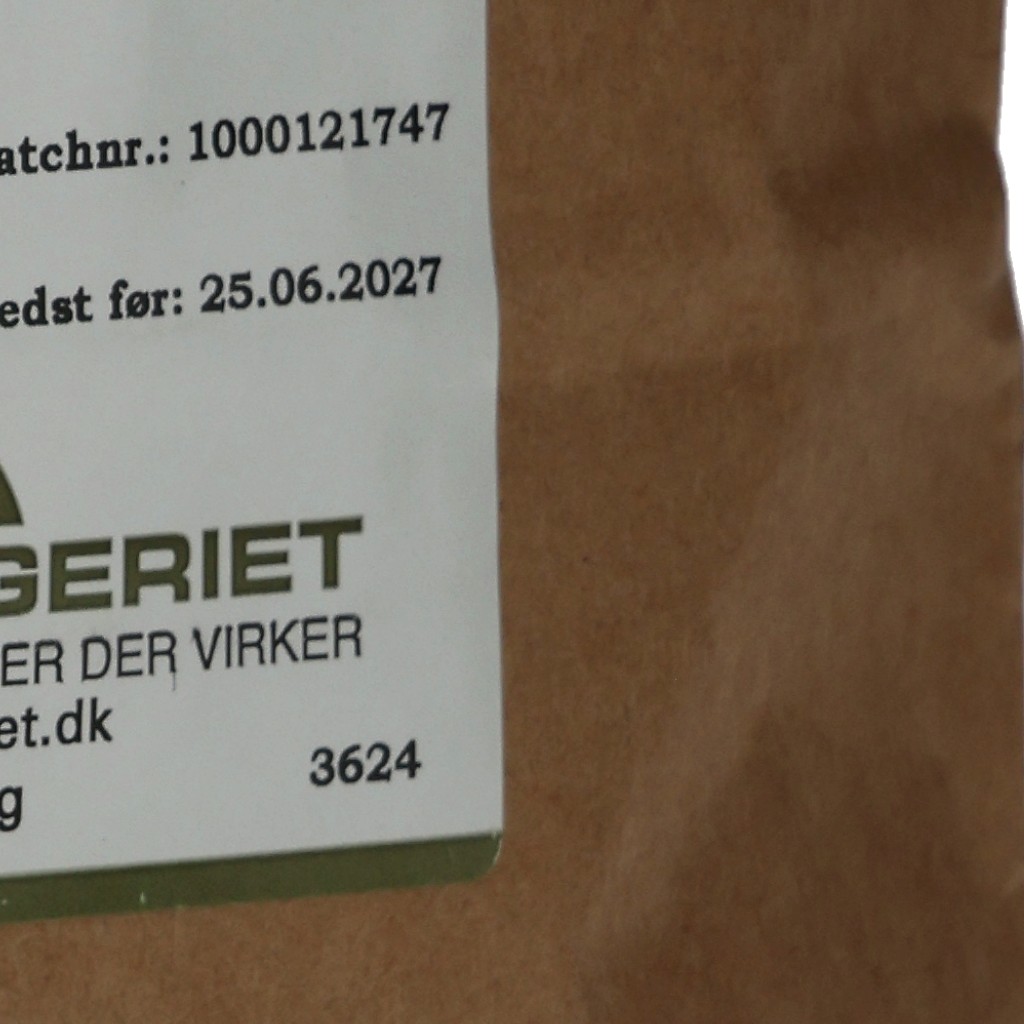 atchnr.: 1000121747
edst før: 25.06.2027
GERIET
ER DER VIRKER
et.dk
3624
g